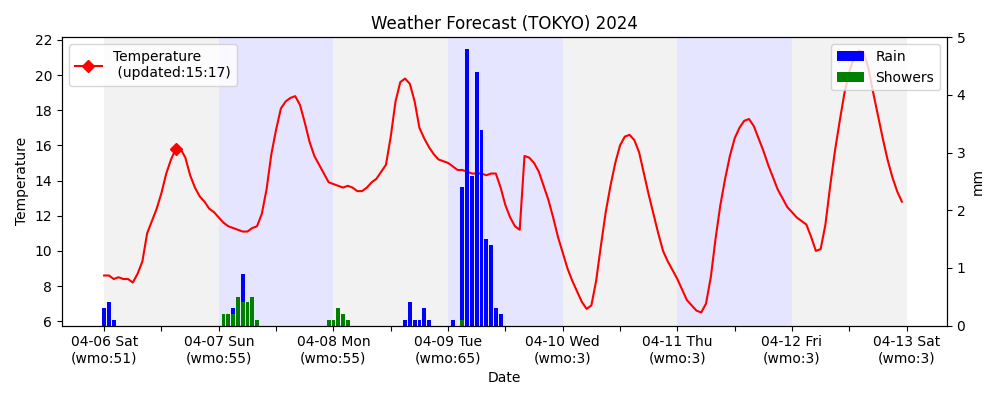 Weather Forecast (TOKYO) 2024
Temperature
(updated:15:17)
Rain
Showers
22
20
18
16
14
12
10
8
6
Temperature
5
4
3
2
1
0
mm
04-06 Sat
(wmo:51)
04-07 Sun
(wmo:55)
04-08 Mon
(wmo:55)
04-09 Tue
(wmo:65)
04-10 Wed
(wmo:3)
04-11 Thu
(wmo:3)
04-12 Fri
(wmo:3)
04-13 Sat
(wmo:3)
Date